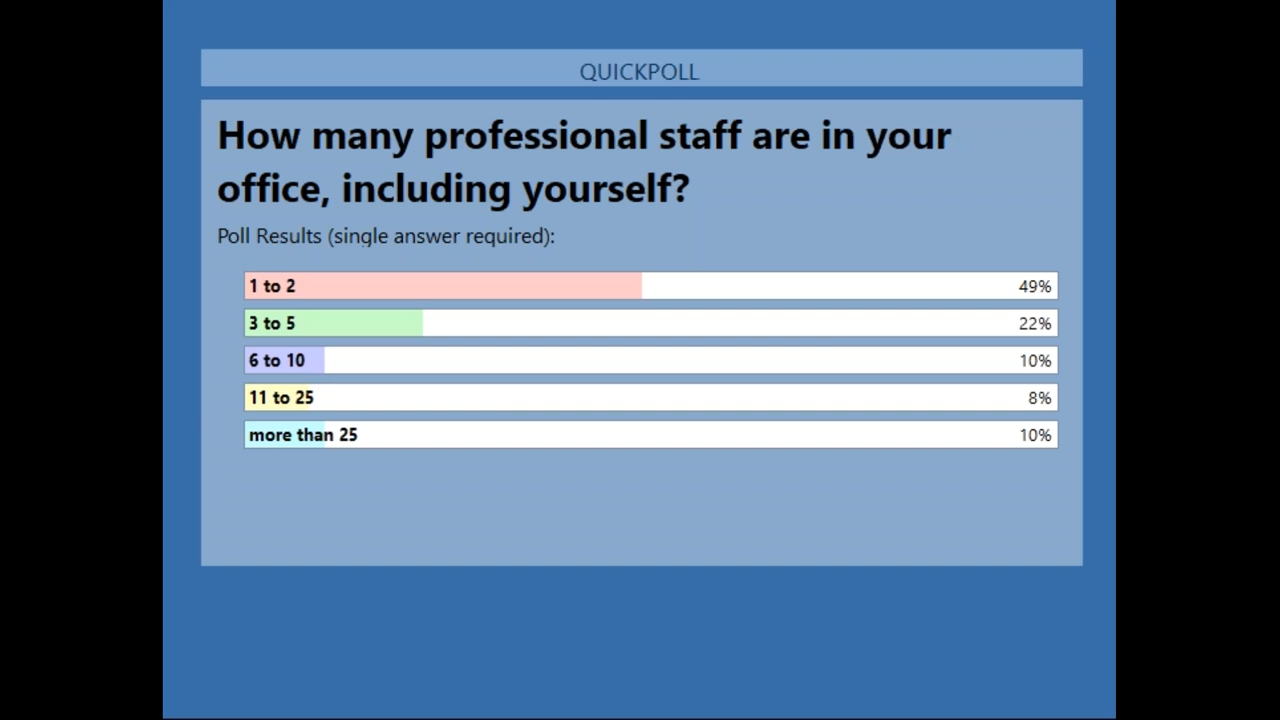 QUICKPOLL
How many professional staff are in your
office, including yourself?
Poll Results (single answer required):
1 to 2 49%
3 to 5 22%
6 to 10 10%
11 to 25 8%
more than 25 10%